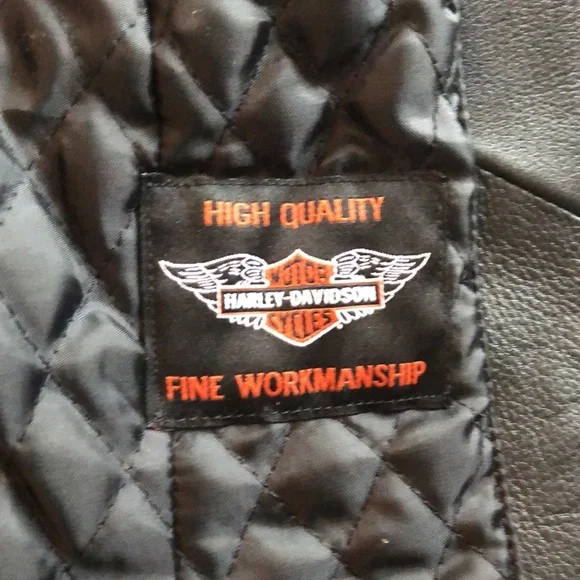 HIGH QUALITY
MOTOR
HARLEY-DAVIDSON
CYCLES
FINE WORKMANSHIP